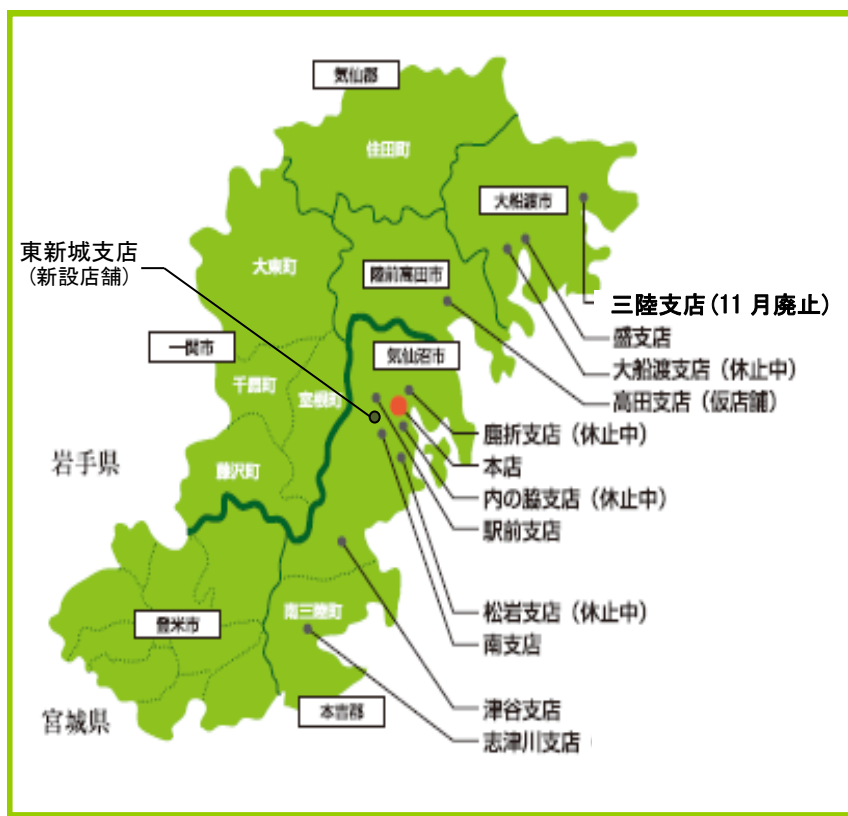 気仙郡
住田町
大船渡市
東新城支店
(新設店舗)
大東町
陸前高田市
三陸支店(11月廃止)
盛支店
一関市
気仙沼市
大船渡支店(休止中)
千厩町
室根町
高田支店(仮店舗)
鹿折支店(休止中)
岩手県
藤沢町
本店
内の脇支店(休止中)
駅前支店
登米市
南三陸町
松岩支店(休止中)
南支店
宮城県
本吉郡
津谷支店
志津川支店